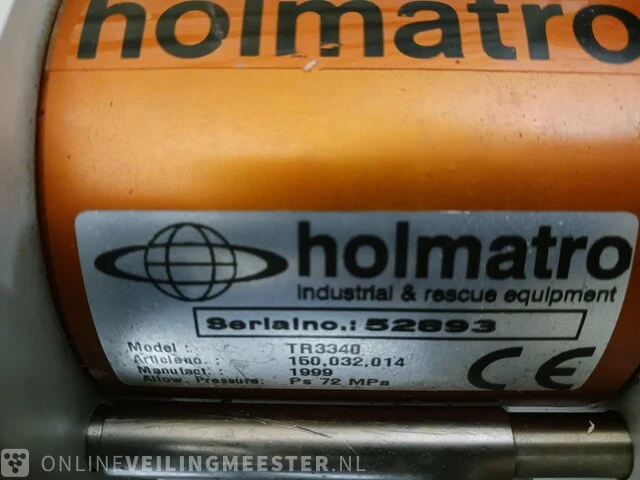 holmatro
holmatro
industrial & rescue equipment
Serialno.: 52893
Model : TR3340
Articleno.: 150.032.014
Manufact.: 1999
Allow. Pressure: Ps 72 MPa
CE
ONLINEVEILINGMEESTER.NL